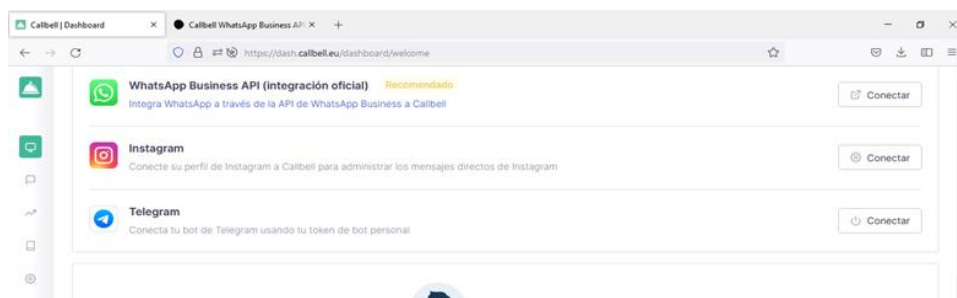 Callbell | Dashboard
Callbell WhatsApp Business API
https://dash.callbell.eu/dashboard/welcome
WhatsApp Business API (integración oficial) Recomendado
Integra WhatsApp a través de la API de WhatsApp Business a Callbell
Conectar
Instagram
Conecte su perfil de Instagram a Callbell para administrar los mensajes directos de Instagram
Conectar
Telegram
Conecta tu bot de Telegram usando tu token de bot personal
Conectar